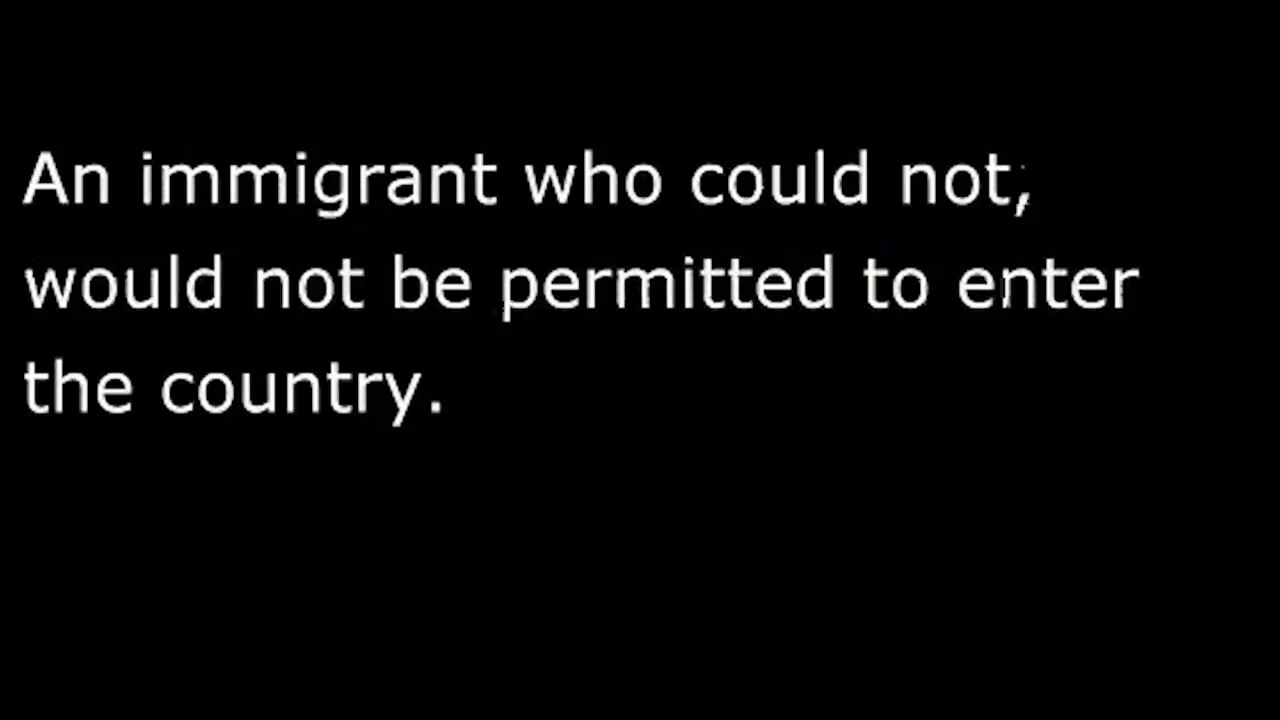 An immigrant who could not,
would not be permitted to enter
the country.